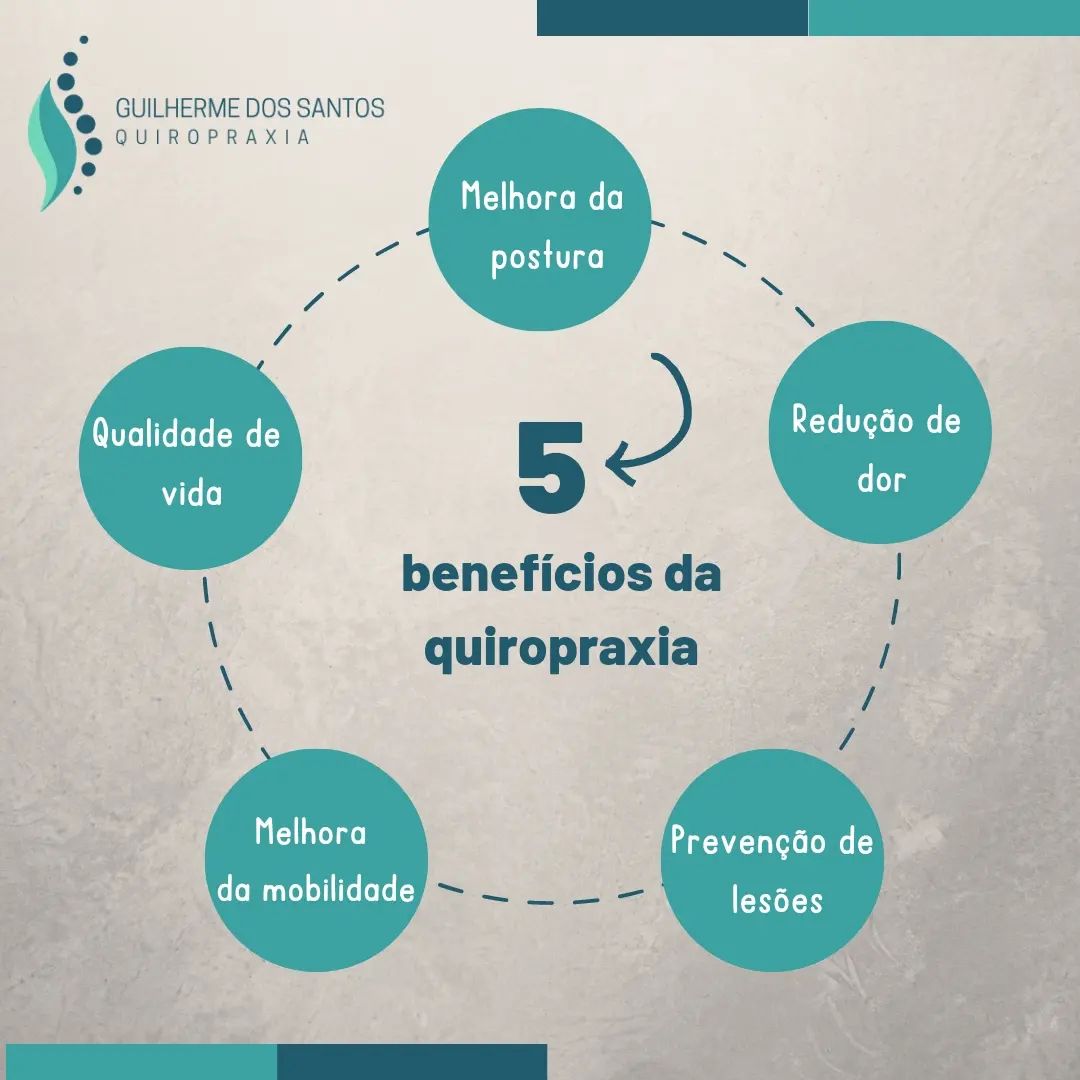 GUILHERME DOS SANTOS
QUIROPRAXIA
Melhora da
postura
Redução de
dor
Qualidade de
vida
5
benefícios da
quiropraxia
Melhora
da mobilidade
Prevenção de
lesões